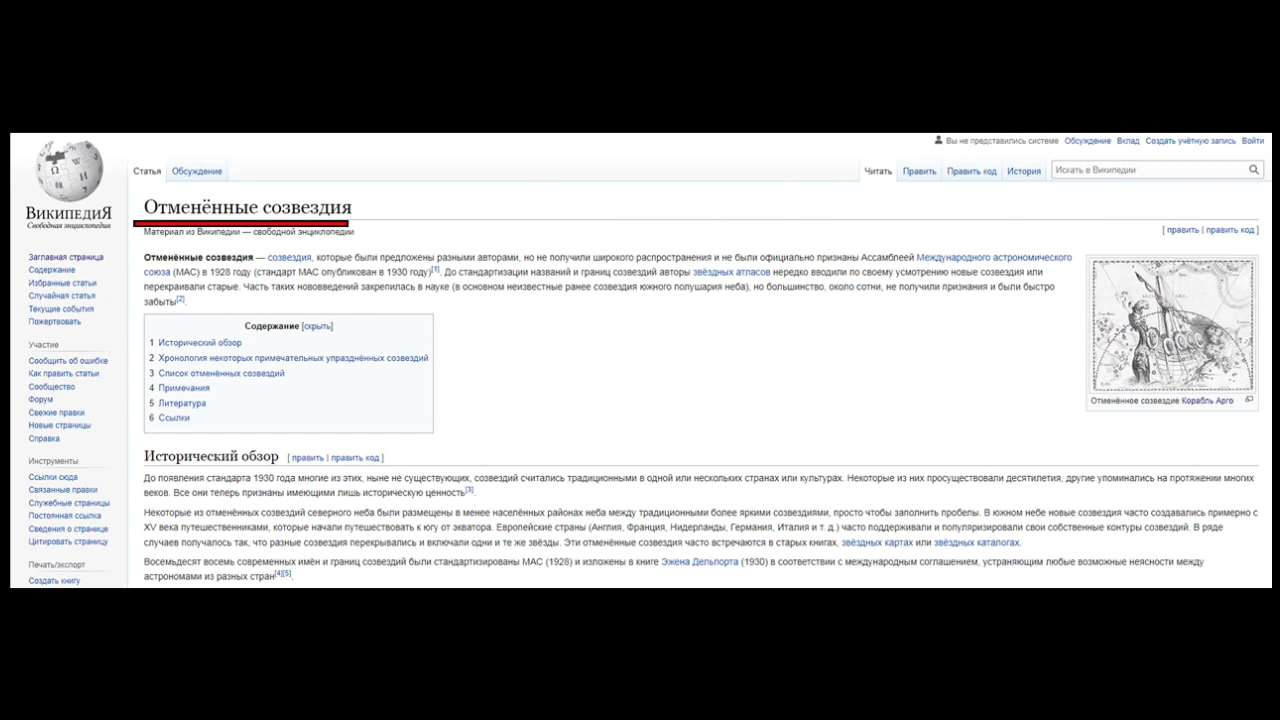 Вы не представились системе Обсуждение Вклад Создать учётную запись Войти
Статья Обсуждение Читать Править Править код История Искать в Википедии
ВикипедиЯ
Свободная энциклопедия
Отменённые созвездия
Материал из Википедии — свободной энциклопедии
[ править | править код ]
Заглавная страница
Содержание
Избранные статьи
Случайная статья
Текущие события
Пожертвовать
Участие
Сообщить об ошибке
Как править статьи
Сообщество
Форум
Свежие правки
Новые страницы
Справка
Инструменты
Ссылки сюда
Связанные правки
Служебные страницы
Постоянная ссылка
Сведения о странице
Цитировать страницу
Печать/экспорт
Создать книгу
Отменённые созвездия — созвездия, которые были предложены разными авторами, но не получили широкого распространения и не были официально признаны Ассамблеей Международного астрономического
союза (МАС) в 1928 году (стандарт МАС опубликован в 1930 году)[1]. До стандартизации названий и границ созвездий авторы звёздных атласов нередко вводили по своему усмотрению новые созвездия или
перекраивали старые. Часть таких нововведений закрепилась в науке (в основном неизвестные ранее созвездия южного полушария неба), но большинство, около сотни, не получили признания и были быстро
забыты[2].
Содержание [скрыть]
1 Исторический обзор
2 Хронология некоторых примечательных упразднённых созвездий
3 Список отменённых созвездий
4 Примечания
5 Литература
6 Ссылки
Отменённое созвездие Корабль Арго
Исторический обзор [ править | править код ]
До появления стандарта 1930 года многие из этих, ныне не существующих, созвездий считались традиционными в одной или нескольких странах или культурах. Некоторые из них просуществовали десятилетия, другие упоминались на протяжении многих
веков. Все они теперь признаны имеющими лишь историческую ценность[3].
Некоторые из отменённых созвездий северного неба были размещены в менее населённых районах неба между традиционными более яркими созвездиями, просто чтобы заполнить пробелы. В южном небе новые созвездия часто создавались примерно с
XV века путешественниками, которые начали путешествовать к югу от экватора. Европейские страны (Англия, Франция, Нидерланды, Германия, Италия и т. д.) часто поддерживали и популяризировали свои собственные контуры созвездий. В ряде
случаев получалось так, что разные созвездия перекрывались и включали одни и те же звёзды. Эти отменённые созвездия часто встречаются в старых книгах, звёздных картах или звёздных каталогах.
Восемьдесят восемь современных имён и границ созвездий были стандартизированы МАС (1928) и изложены в книге Эжена Дельпорта (1930) в соответствии с международным соглашением, устраняющим любые возможные неясности между
астрономами из разных стран[4][5].